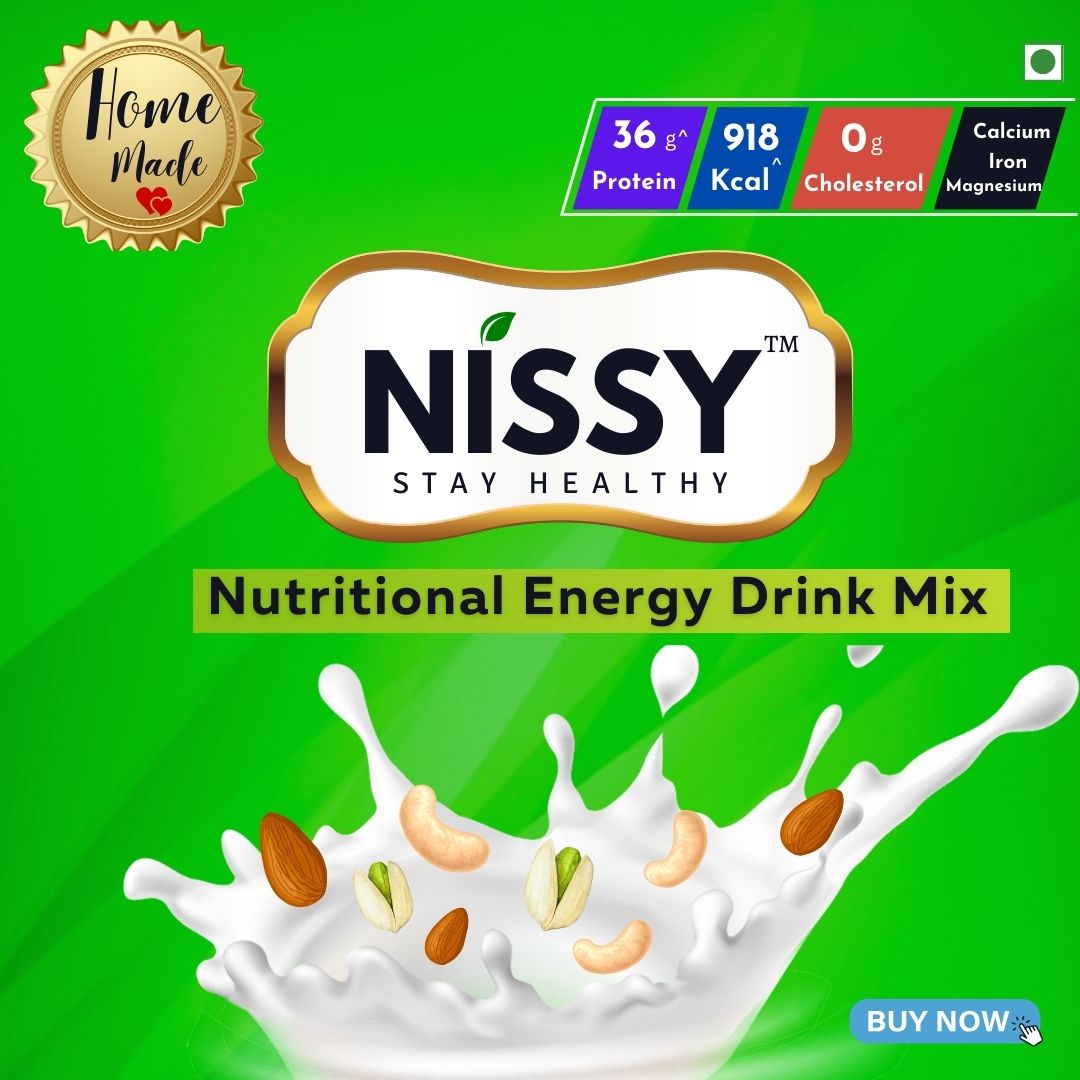 Home
Made
36 g^
Protein
918
Kcal^
0 g
Cholesterol
Calcium
Iron
Magnesium
NiSSY™
STAY HEALTHY
Nutritional Energy Drink Mix
BUY NOW